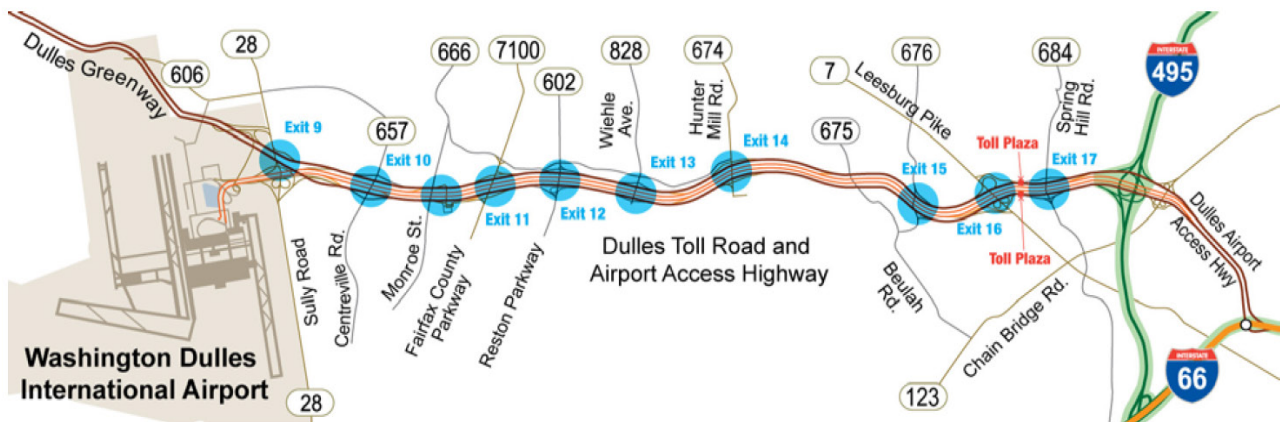 Dulles Greenway
606
28
Exit 9
657
Exit 10
666
7100
602
828
Wiehle
Ave.
674
Hunter
Mill Rd.
Exit 11
Exit 12
Exit 13
Exit 14
7
Leesburg Pike
675
676
Exit 15
Toll Plaza
684
Spring
Hill Rd.
Exit 16
Exit 17
Toll Plaza
INTERSTATE
495
Dulles Airport
Access Hwy
Sully Road
Centreville Rd.
Monroe St.
Fairfax County
Parkway
Reston Parkway
Dulles Toll Road and
Airport Access Highway
Beulah
Rd.
Chain Bridge Rd.
123
INTERSTATE
66
Washington Dulles
International Airport
28